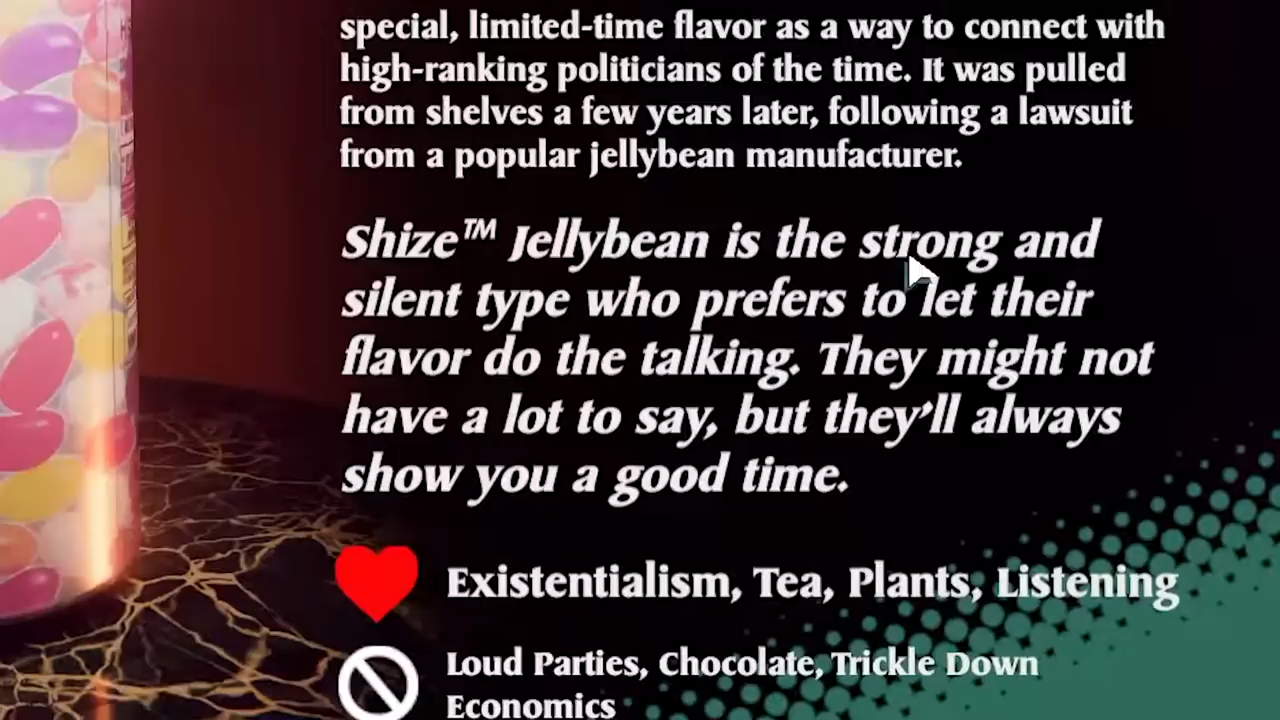 special, limited-time flavor as a way to connect with
high-ranking politicians of the time. It was pulled
from shelves a few years later, following a lawsuit
from a popular jellybean manufacturer.
Shize™ Jellybean is the strong and
silent type who prefers to let their
flavor do the talking. They might not
have a lot to say, but they’ll always
show you a good time.
Existentialism, Tea, Plants, Listening
Loud Parties, Chocolate, Trickle Down
Economics